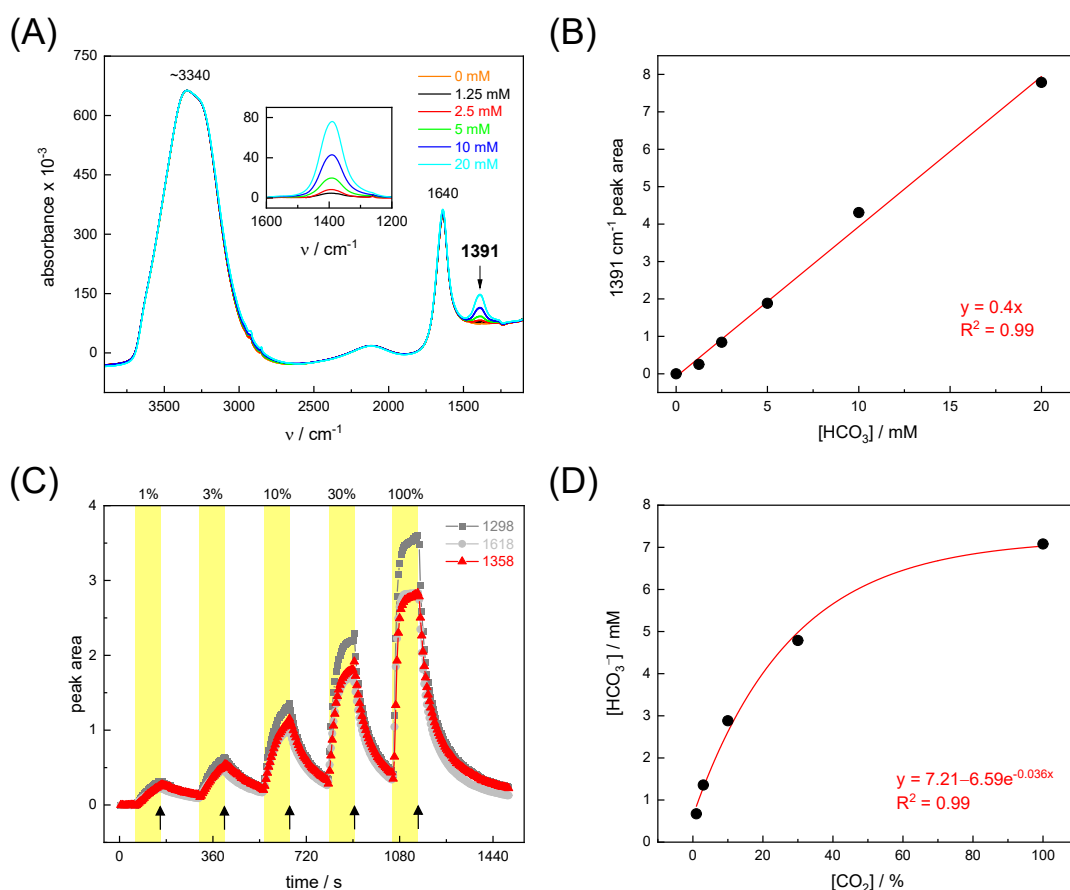 (A)
absorbance x 10⁻³
750
600
450
300
150
0
3500
3000
2500
2000
1500
ν / cm⁻¹
~3340
1640
1391
0 mM
1.25 mM
2.5 mM
5 mM
10 mM
20 mM
80
40
0
1600
1400
1200
ν / cm⁻¹
(B)
1391 cm⁻¹ peak area
8
7
6
5
4
3
2
1
0
0
5
10
15
20
[HCO₃] / mM
y = 0.4x
R² = 0.99
(C)
1%
3%
10%
30%
100%
peak area
4
3
2
1
0
0
360
720
1080
1440
time / s
1298
1618
1358
(D)
[HCO₃⁻] / mM
8
7
6
5
4
3
2
1
0
0
20
40
60
80
100
[CO₂] / %
y = 7.21–6.59e⁻⁰·⁰³⁶ˣ
R² = 0.99